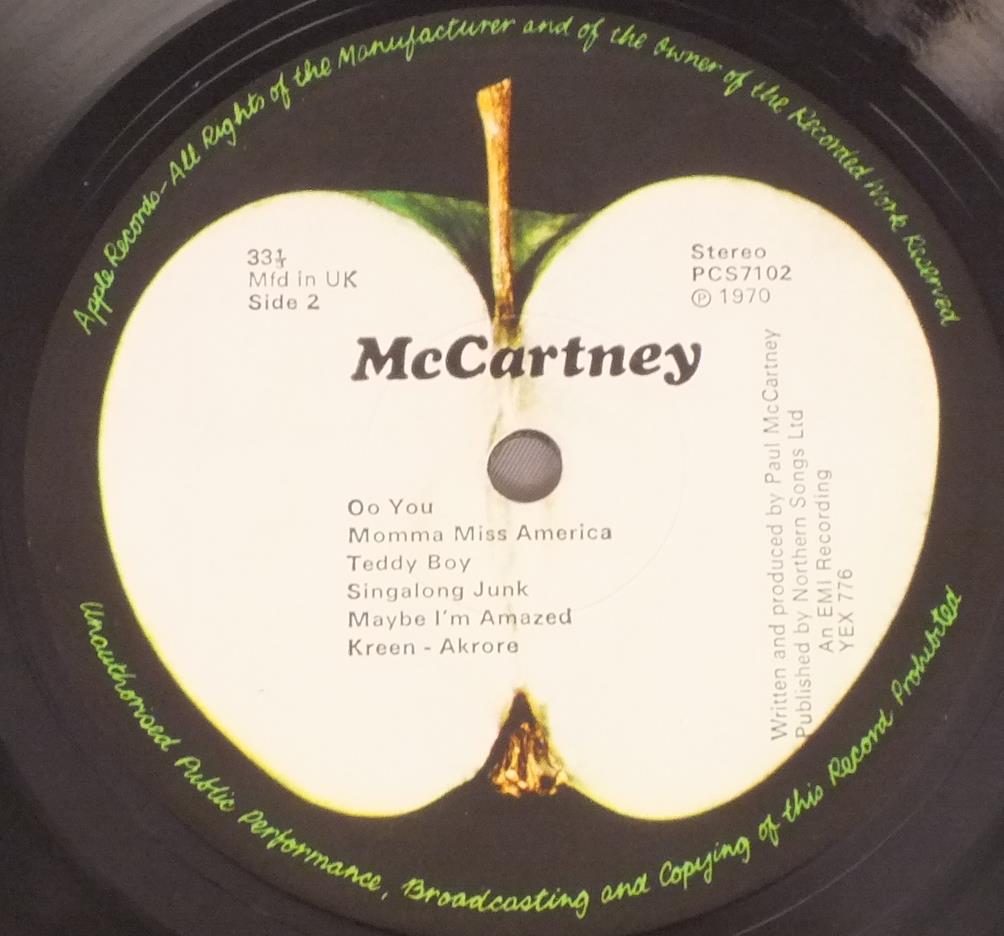 Apple Records-All Rights of the Manufacturer and of the Owner of the Recorded Work Reserved
33⅓
Mfd in UK
Side 2
Stereo
PCS7102
℗ 1970
McCartney
Oo You
Momma Miss America
Teddy Boy
Singalong Junk
Maybe I'm Amazed
Kreen - Akrore
Written and produced by Paul McCartney
Published by Northern Songs Ltd
An EMI Recording
YEX 776
Unauthorised Public Performance, Broadcasting and Copying of this Record Prohibited